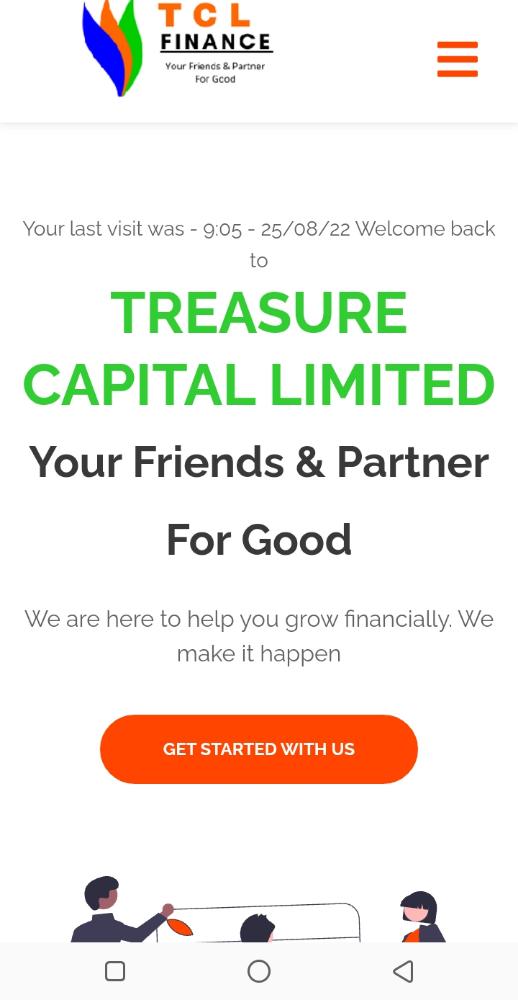 TCL
FINANCE
Your Friends & Partner
For Good
Your last visit was - 9:05 - 25/08/22 Welcome back
to
TREASURE
CAPITAL LIMITED
Your Friends & Partner
For Good
We are here to help you grow financially. We
make it happen
GET STARTED WITH US